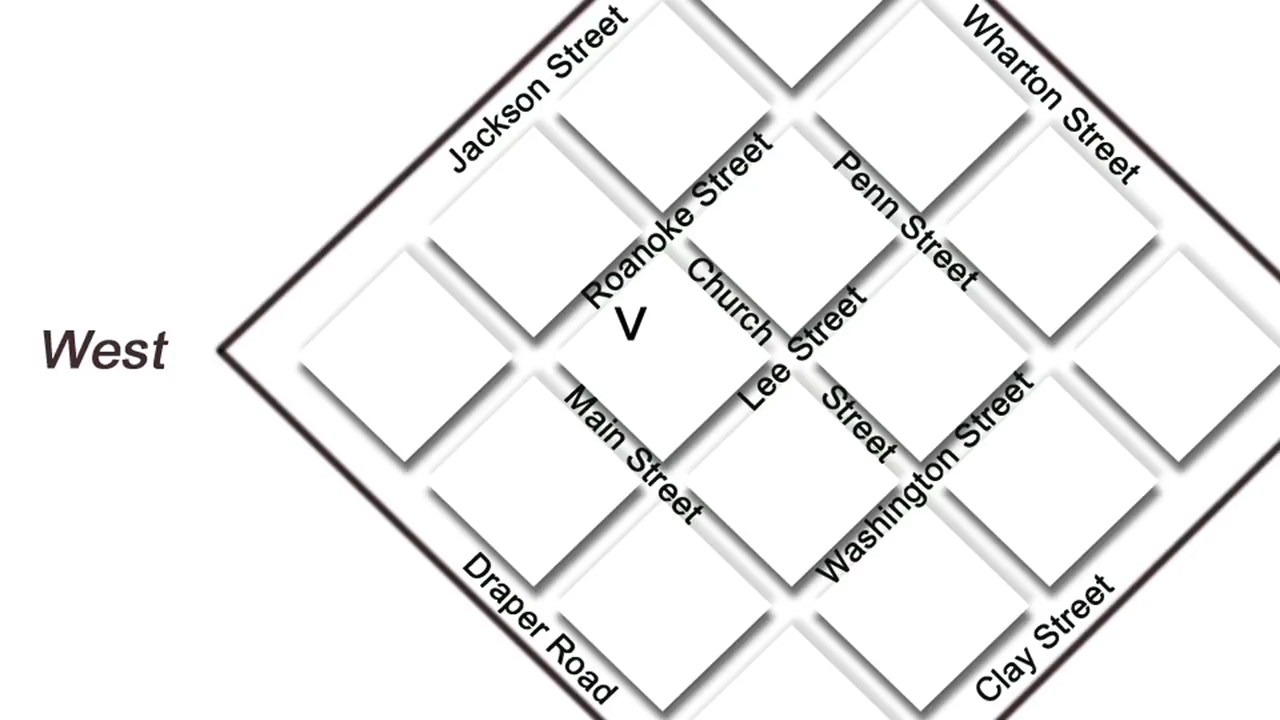 Jackson Street
Wharton Street
Roanoke Street
Penn Street
V
Church Street
Lee Street
West
Main Street
Washington Street
Draper Road
Clay Street